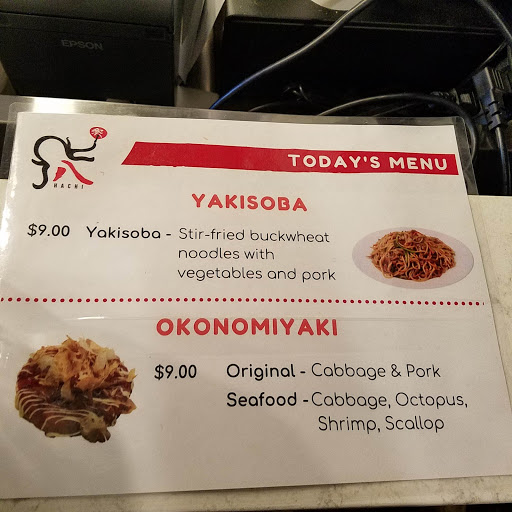 EPSON
HACHI
TODAY'S MENU
YAKISOBA
$9.00 Yakisoba - Stir-fried buckwheat
noodles with
vegetables and pork
OKONOMIYAKI
$9.00 Original - Cabbage & Pork
Seafood - Cabbage, Octopus,
Shrimp, Scallop